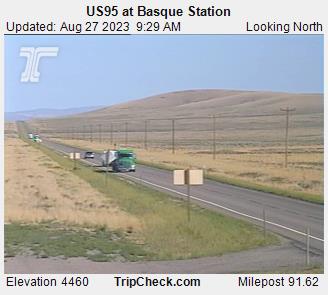 US95 at Basque Station
Updated: Aug 27 2023 9:29 AM Looking North
Elevation 4460 TripCheck.com Milepost 91.62